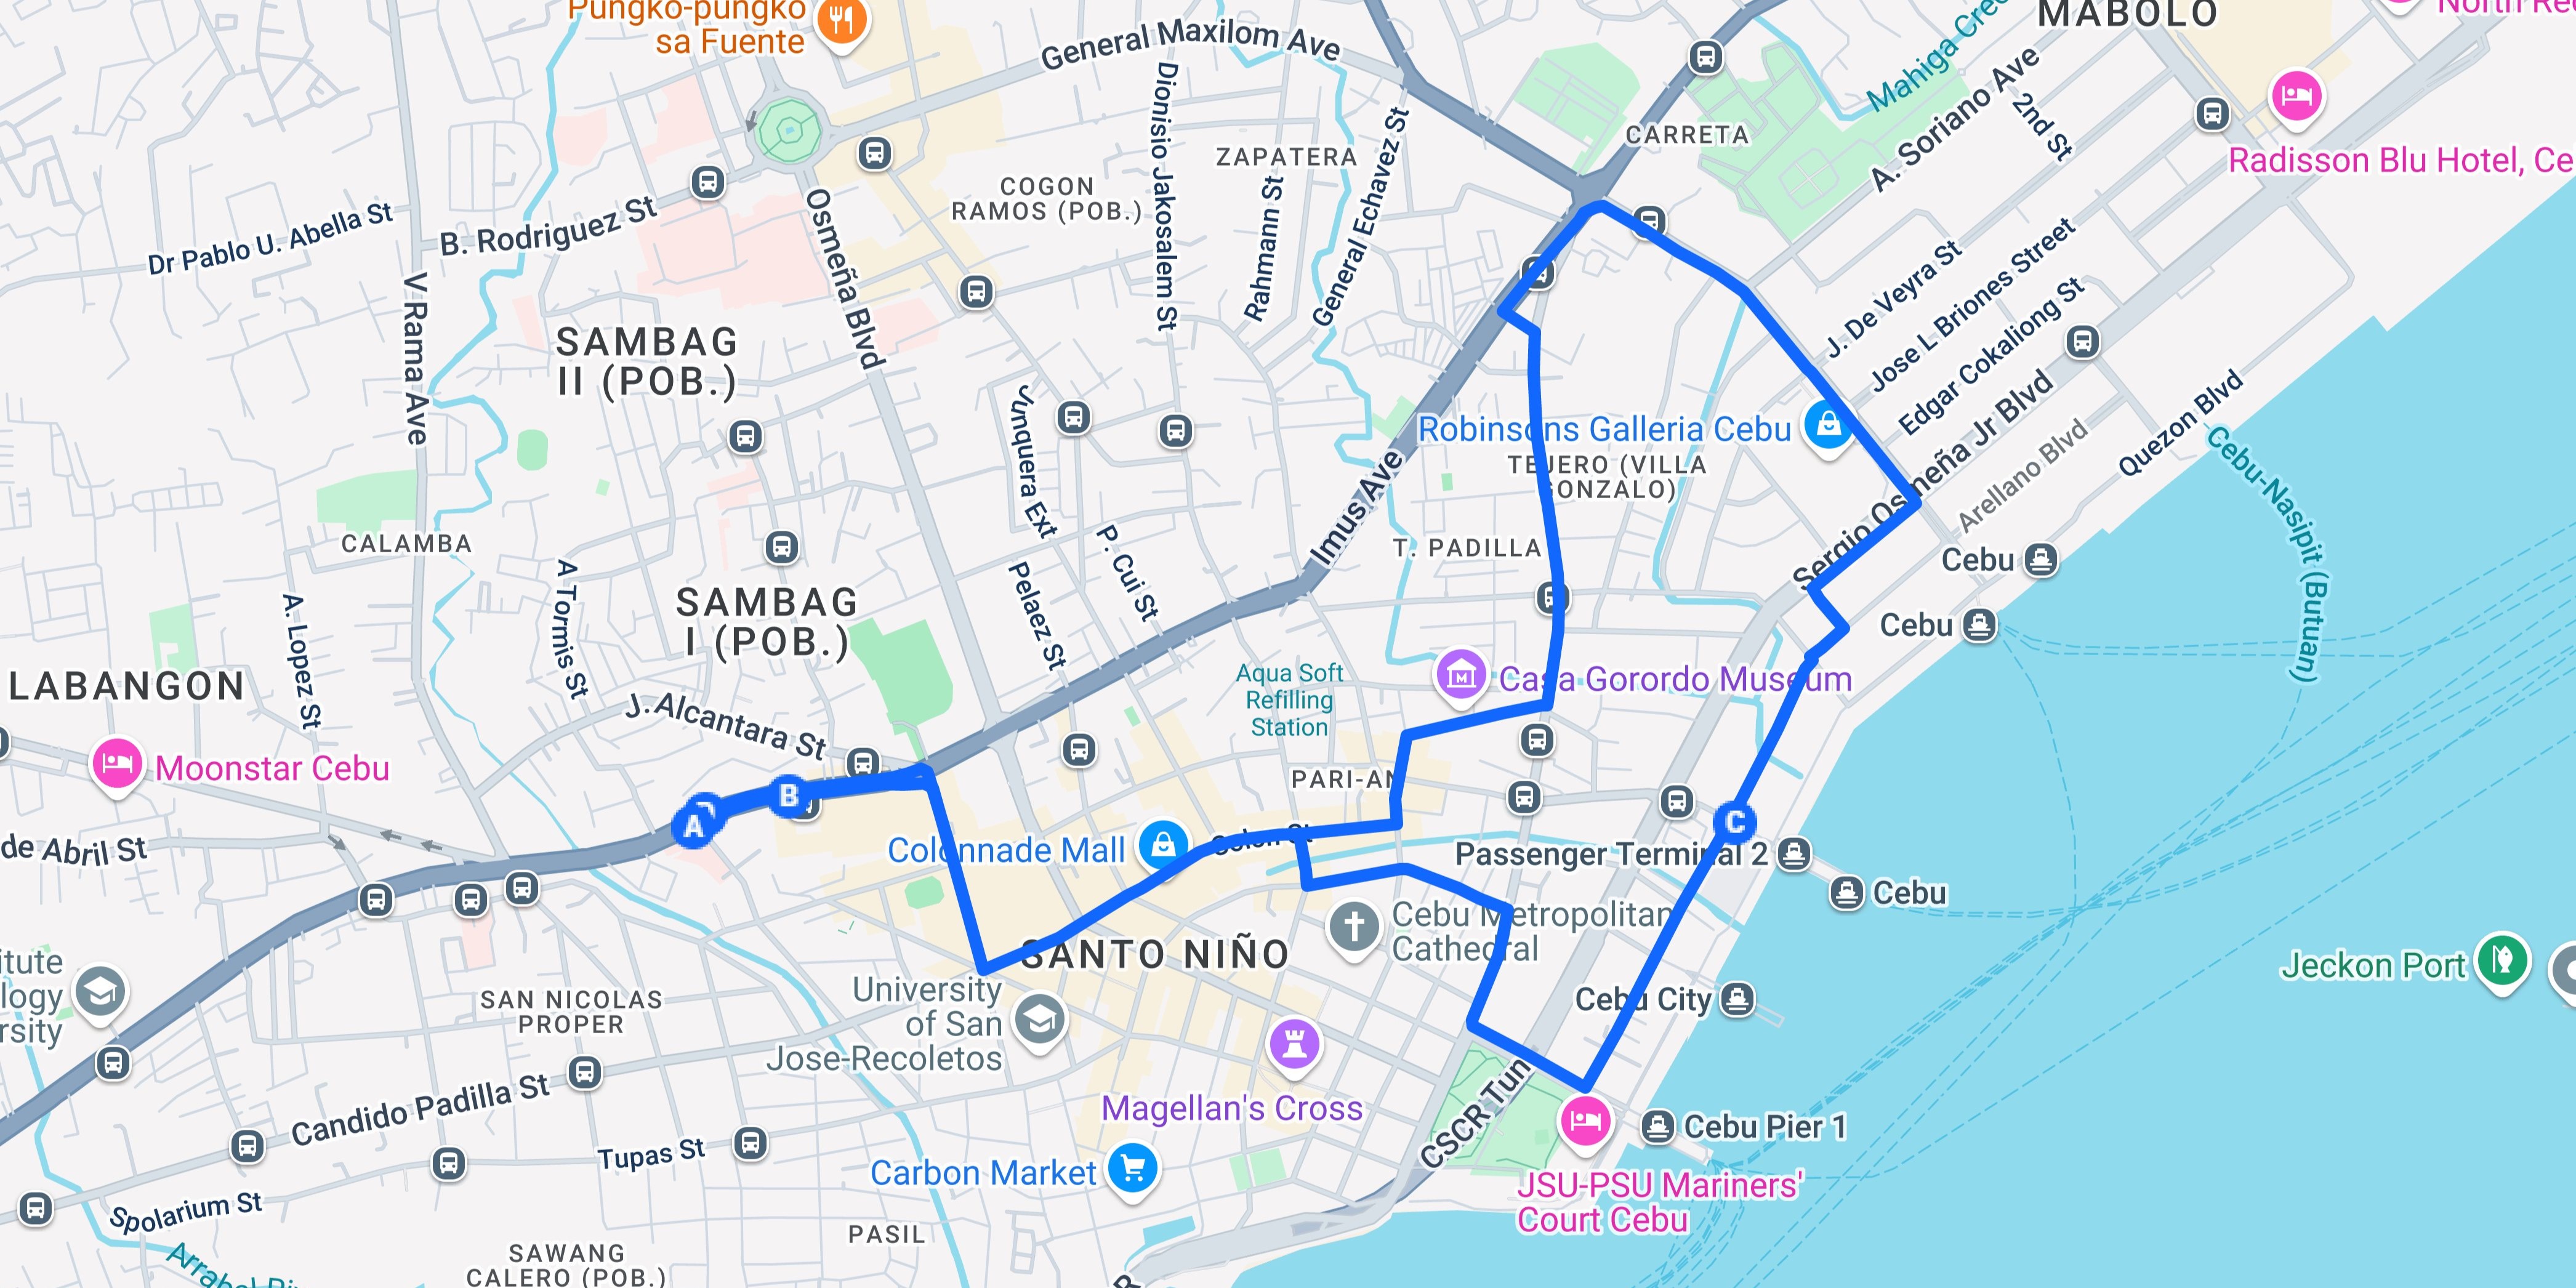 Pungko-pungko
sa Fuente
General Maxilom Ave
MABOLO
Mahiga Cree
A. Soriano Ave
2nd St
Radisson Blu Hotel, Ce
CARRETA
ZAPATERA
COGON
RAMOS (POB.)
Dionisio Jakosalem St
Rahmann St
General Echavez St
Dr Pablo U. Abella St
B. Rodriguez St
Osmeña Blvd
V Rama Ave
SAMBAG
II (POB.)
J. De Veyra St
Jose L Briones Street
Edgar Cokaliong St
Sergio Osmeña Jr Blvd
Arellano Blvd
Quezon Blvd
Cebu-Nasipit (Butuan)
Robinsons Galleria Cebu
TEJERO (VILLA
GONZALO)
Junquera Ext
P. Cui St
Pelaez St
Imus Ave
T. PADILLA
CALAMBA
A Tormis St
A. Lopez St
SAMBAG
I (POB.)
Cebu
Cebu
LABANGON
Aqua Soft
Refilling
Station
Casa Gorordo Museum
J. Alcantara St
Moonstar Cebu
PARI-AN
A
B
C
de Abril St
Colonnade Mall
Colon St
Passenger Terminal 2
Cebu
Cebu Metropolitan
Cathedral
SANTO NIÑO
University
of San
Jose-Recoletos
itute
logy
rsity
SAN NICOLAS
PROPER
Cebu City
Jeckon Port
Magellan's Cross
CSCR Tun
Cebu Pier 1
Candido Padilla St
Tupas St
Carbon Market
JSU-PSU Mariners'
Court Cebu
Spolarium St
PASIL
SAWANG
CALERO (POB.)